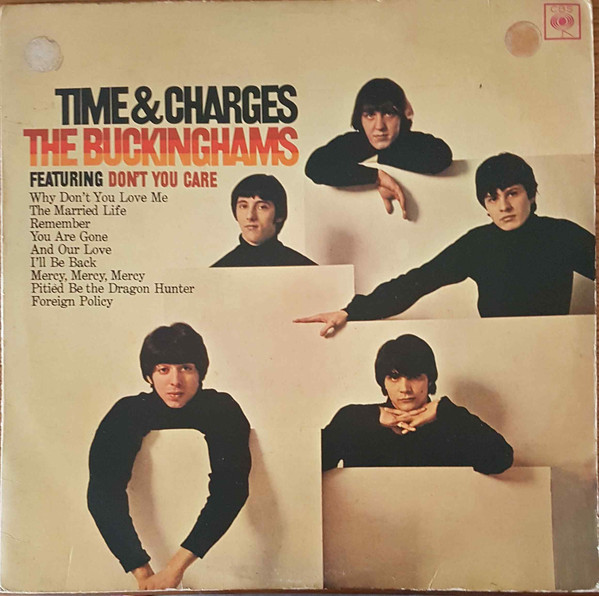 CBS
TIME & CHARGES
THE BUCKINGHAMS
FEATURING DON'T YOU CARE
Why Don't You Love Me
The Married Life
Remember
You Are Gone
And Our Love
I'll Be Back
Mercy, Mercy, Mercy
Pitiéd Be the Dragon Hunter
Foreign Policy